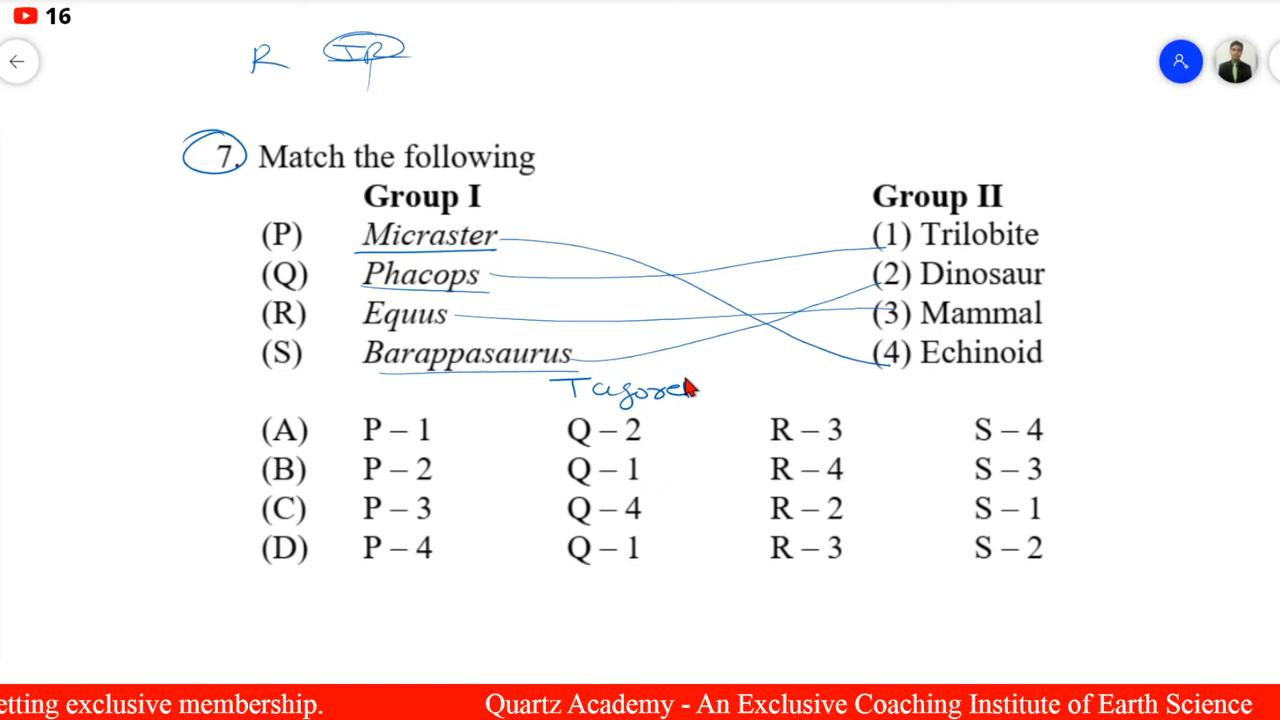 16
R IP
7. Match the following
Group I Group II
(P) Micraster (1) Trilobite
(Q) Phacops (2) Dinosaur
(R) Equus (3) Mammal
(S) Barappasaurus (4) Echinoid
Tagore
(A) P – 1 Q – 2 R – 3 S – 4
(B) P – 2 Q – 1 R – 4 S – 3
(C) P – 3 Q – 4 R – 2 S – 1
(D) P – 4 Q – 1 R – 3 S – 2
etting exclusive membership. Quartz Academy - An Exclusive Coaching Institute of Earth Science